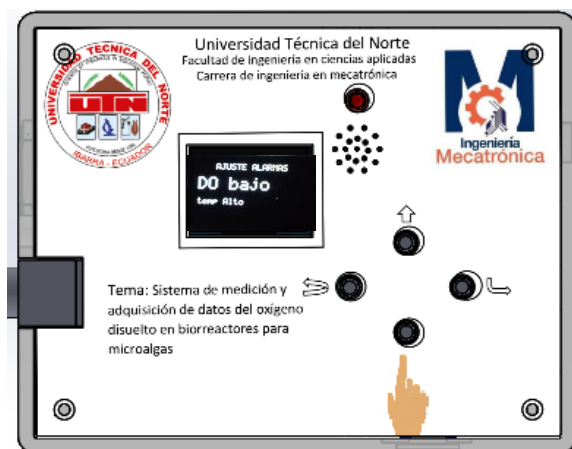 Universidad Técnica del Norte
Facultad de ingeniería en ciencias aplicadas
Carrera de ingeniería en mecatrónica
UNIVERSIDAD TECNICA DEL NORTE
UTN
IBARRA - ECUADOR
Ingeniería
Mecatrónica
AJUSTE ALARMAS
DO bajo
temp Alto
Tema: Sistema de medición y
adquisición de datos del oxígeno
disuelto en biorreactores para
microalgas